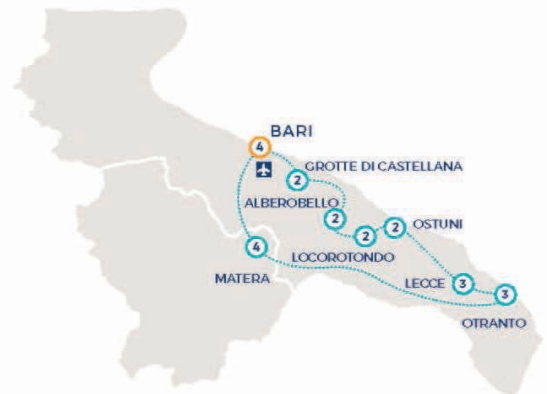 BARI
4
GROTTE DI CASTELLANA
2
ALBEROBELLO
2
OSTUNI
2
2
LOCOROTONDO
4
MATERA
LECCE
3
3
OTRANTO